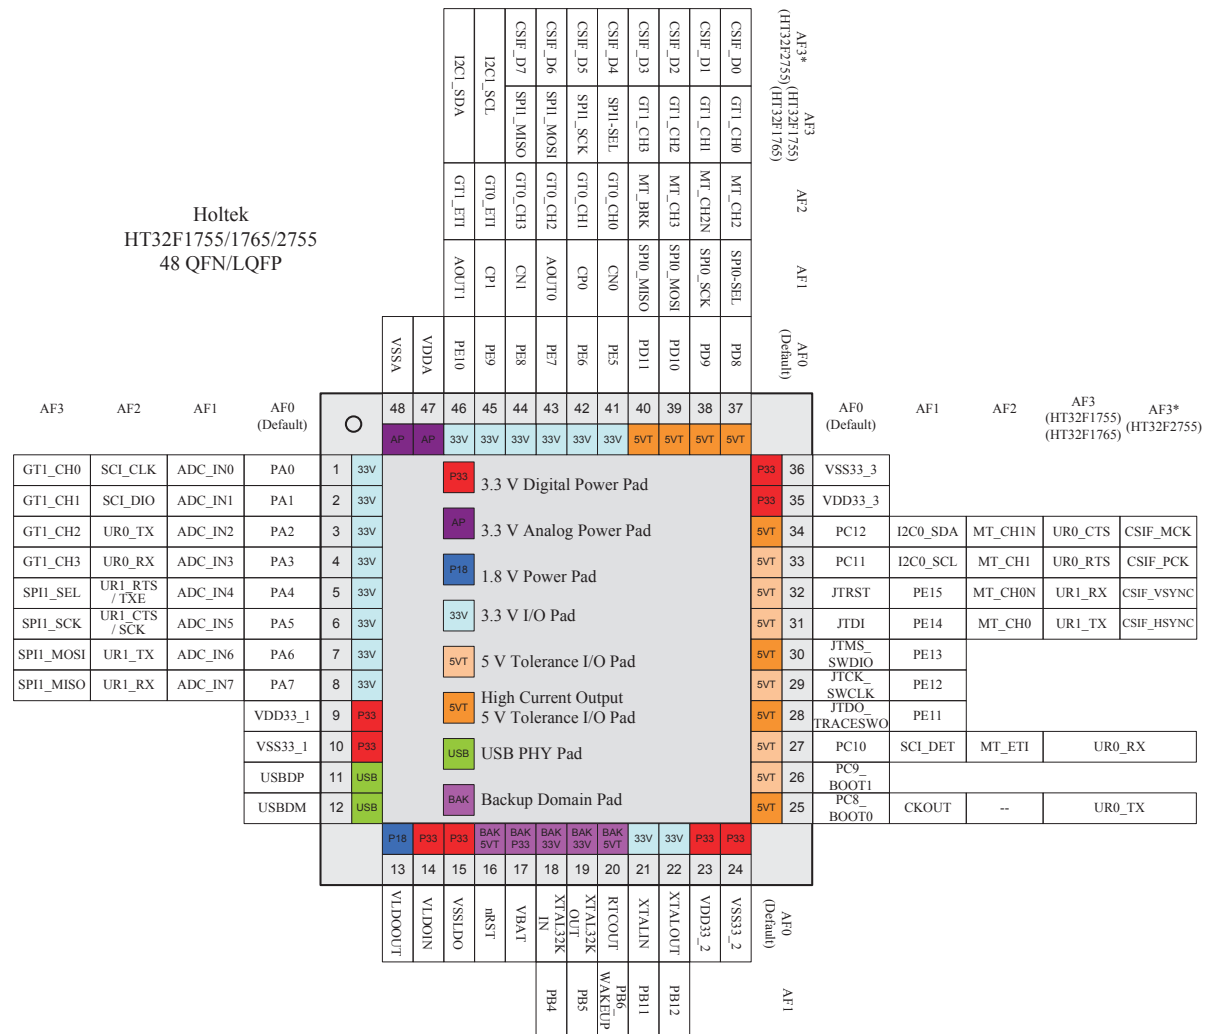 Holtek
HT32F1755/1765/2755
48 QFN/LQFP
I2C1_SDA
I2C1_SCL
CSIF_D7
CSIF_D6
CSIF_D5
CSIF_D4
CSIF_D3
CSIF_D2
CSIF_D1
CSIF_D0
AF3*
(HT32F2755)
SPI1_MISO
SPI1_MOSI
SPI1_SCK
SPI1-SEL
GT1_CH3
GT1_CH2
GT1_CH1
GT1_CH0
AF3
(HT32F1755)
(HT32F1765)
GT1_ETI
GT0_ETI
GT0_CH3
GT0_CH2
GT0_CH1
GT0_CH0
MT_BRK
MT_CH3
MT_CH2N
MT_CH2
AF2
AOUT1
CP1
CN1
AOUT0
CP0
CN0
SPI0_MISO
SPI0_MOSI
SPI0_SCK
SPI0-SEL
AF1
VSSA
VDDA
PE10
PE9
PE8
PE7
PE6
PE5
PD11
PD10
PD9
PD8
AF0
(Default)
48 47 46 45 44 43 42 41 40 39 38 37
AP AP 33V 33V 33V 33V 33V 33V 5VT 5VT 5VT 5VT
AF3 AF2 AF1 AF0
(Default)
GT1_CH0 SCI_CLK ADC_IN0 PA0 1 33V
GT1_CH1 SCI_DIO ADC_IN1 PA1 2 33V
GT1_CH2 UR0_TX ADC_IN2 PA2 3 33V
GT1_CH3 UR0_RX ADC_IN3 PA3 4 33V
SPI1_SEL UR1_RTS
/ TXE ADC_IN4 PA4 5 33V
SPI1_SCK UR1_CTS
/ SCK ADC_IN5 PA5 6 33V
SPI1_MOSI UR1_TX ADC_IN6 PA6 7 33V
SPI1_MISO UR1_RX ADC_IN7 PA7 8 33V
VDD33_1 9 P33
VSS33_1 10 P33
USBDP 11 USB
USBDM 12 USB
P33 3.3 V Digital Power Pad
AP 3.3 V Analog Power Pad
P18 1.8 V Power Pad
33V 3.3 V I/O Pad
5VT 5 V Tolerance I/O Pad
5VT High Current Output
5 V Tolerance I/O Pad
USB USB PHY Pad
BAK Backup Domain Pad
AF0
(Default)
AF1
AF2
AF3
(HT32F1755)
(HT32F1765)
AF3*
(HT32F2755)
P33 36 VSS33_3
P33 35 VDD33_3
5VT 34 PC12 I2C0_SDA MT_CH1N UR0_CTS CSIF_MCK
5VT 33 PC11 I2C0_SCL MT_CH1 UR0_RTS CSIF_PCK
5VT 32 JTRST PE15 MT_CH0N UR1_RX CSIF_VSYNC
5VT 31 JTDI PE14 MT_CH0 UR1_TX CSIF_HSYNC
5VT 30 JTMS_
SWDIO PE13
5VT 29 JTCK_
SWCLK PE12
5VT 28 JTDO_
TRACESWO PE11
5VT 27 PC10 SCI_DET MT_ETI UR0_RX
5VT 26 PC9_
BOOT1
5VT 25 PC8_
BOOT0 CKOUT -- UR0_TX
P18 P33 P33 BAK
5VT BAK
P33 BAK
33V BAK
33V BAK
5VT 33V 33V P33 P33
13 14 15 16 17 18 19 20 21 22 23 24
VLDOOUT
VLDOIN
VSSLDO
nRST
VBAT
XTAL32K
IN
XTAL32K
OUT
RTCOUT
XTALIN
XTALOUT
VDD33_2
VSS33_2
AF0
(Default)
PB4
PB5
PB6_
WAKEUP
PB11
PB12
AF1